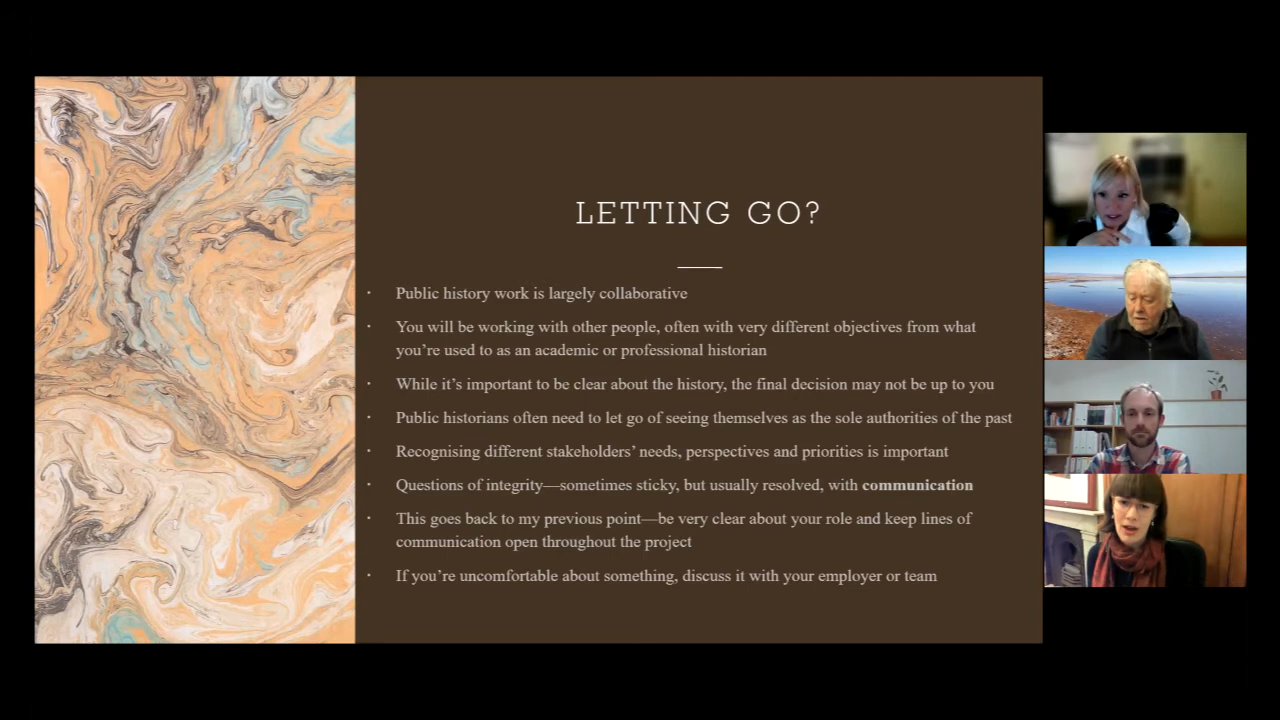 LETTING GO?
· Public history work is largely collaborative
· You will be working with other people, often with very different objectives from what
you’re used to as an academic or professional historian
· While it’s important to be clear about the history, the final decision may not be up to you
· Public historians often need to let go of seeing themselves as the sole authorities of the past
· Recognising different stakeholders’ needs, perspectives and priorities is important
· Questions of integrity—sometimes sticky, but usually resolved, with communication
· This goes back to my previous point—be very clear about your role and keep lines of
communication open throughout the project
· If you’re uncomfortable about something, discuss it with your employer or team